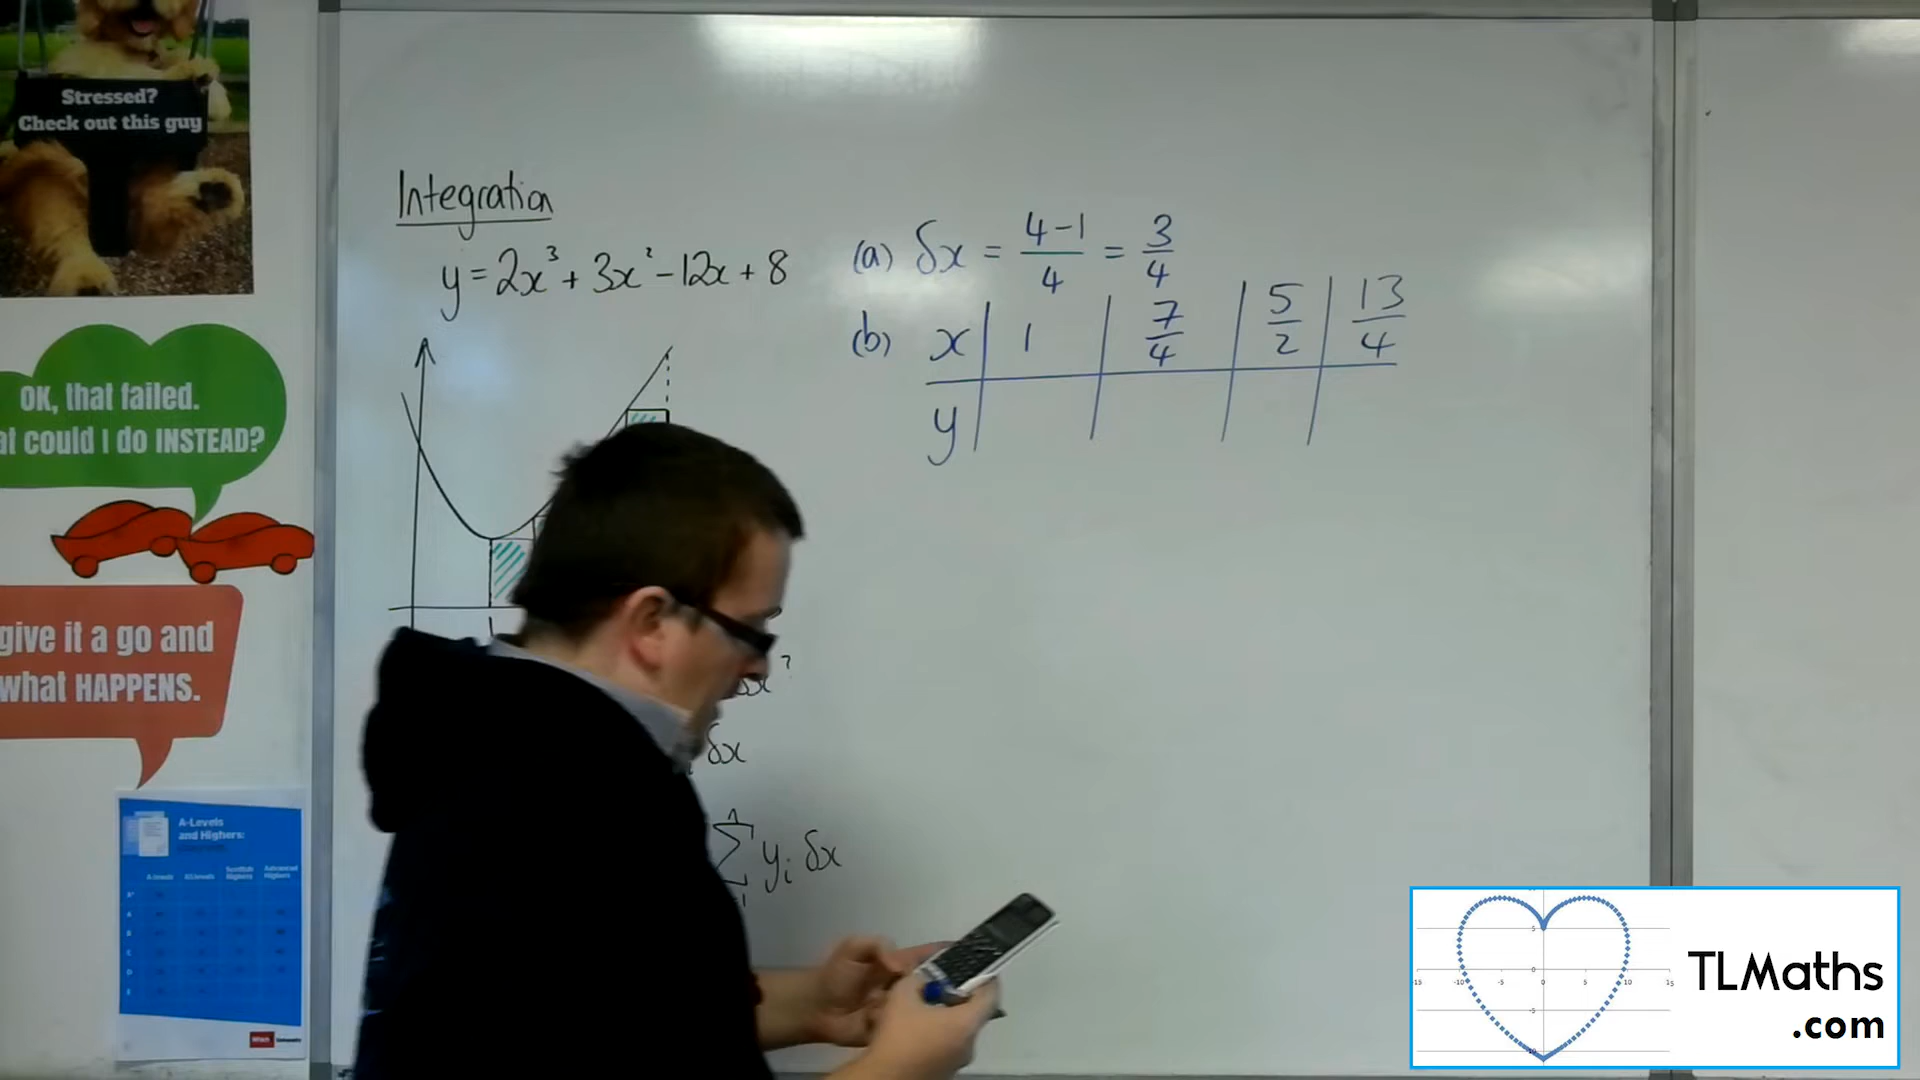 Stressed?
Check out this guy
OK, that failed.
could I do INSTEAD?
give it a go and
what HAPPENS.
A-Levels
and Highers:
Integration
y = 2x³ + 3x² - 12x + 8
δx
∑ yᵢ δx
(a) δx = (4-1)/4 = 3/4
(b) x | 1 | 7/4 | 5/2 | 13/4
y
TLMaths
.com